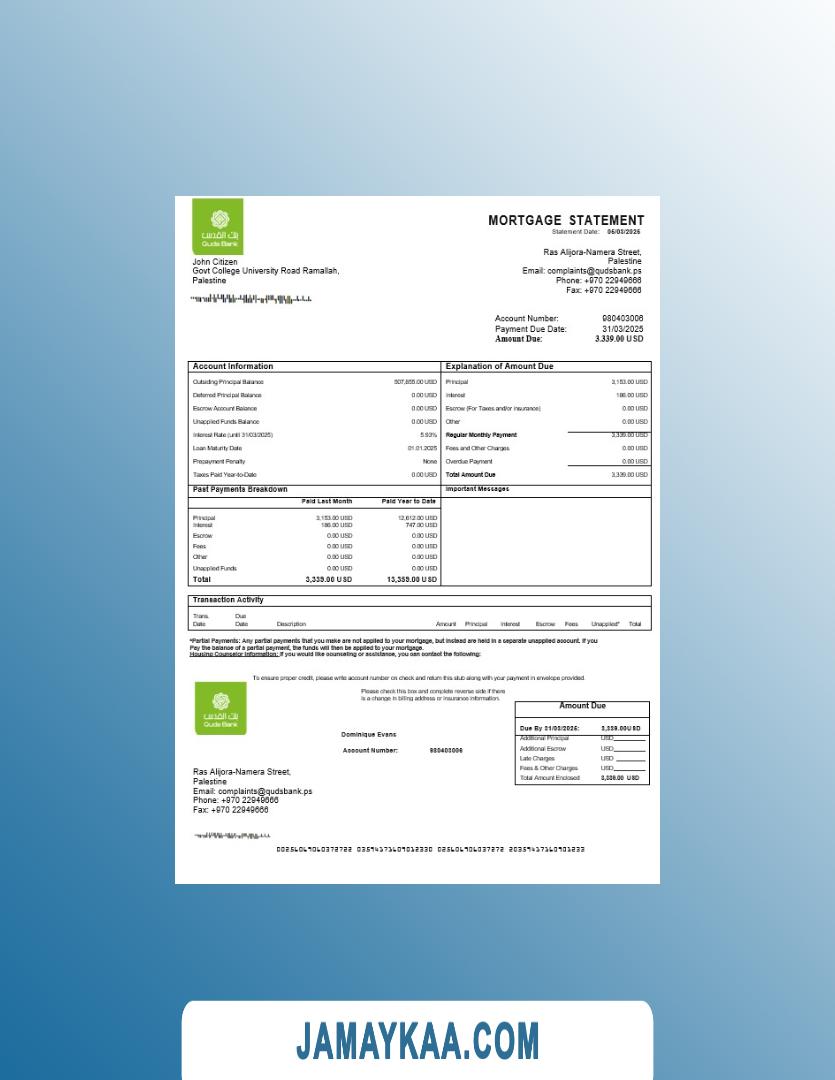 بنك القدس
Quds Bank
MORTGAGE STATEMENT
Statement Date: 06/03/2025
John Citizen
Govt College University Road Ramallah,
Palestine
Ras Alijora-Namera Street,
Palestine
Email: complaints@qudsbank.ps
Phone: +970 22949666
Fax: +970 22949666
Account Number: 980403006
Payment Due Date: 31/03/2025
Amount Due: 3.339.00 USD
Account Information
Outsiding Principal Balance 507,855.00 USD
Deferred Principal Balance 0.00 USD
Escrow Account Balance 0.00 USD
Unapplied Funds Balance 0.00 USD
Interest Rate (until 31/03/2025) 5.93%
Loan Maturity Date 01.01.2025
Prepayment Penalty None
Taxes Paid Year-to-Date 0.00 USD
Explanation of Amount Due
Principal 3,153.00 USD
Interest 186.00 USD
Escrow (For Taxes and/or Insurance) 0.00 USD
Other 0.00 USD
Regular Monthly Payment 3,339.00 USD
Fees and Other Charges 0.00 USD
Overdue Payment 0.00 USD
Total Amount Due 3,339.00 USD
Past Payments Breakdown
Paid Last Month Paid Year to Date
Principal 3,153.00 USD 12,612.00 USD
Interest 186.00 USD 747.00 USD
Escrow 0.00 USD 0.00 USD
Fees 0.00 USD 0.00 USD
Other 0.00 USD 0.00 USD
Unapplied Funds 0.00 USD 0.00 USD
Total 3,339.00 USD 13,359.00 USD
Important Messages
Transaction Activity
Trans. Due
Date Date Description Amount Principal Interest Escrow Fees Unapplied* Total
*Partial Payments: Any partial payments that you make are not applied to your mortgage, but instead are held in a separate unapplied account. If you
Pay the balance of a partial payment, the funds will then be applied to your mortgage.
Housing Counselor Information: If you would like counseling or assistance, you can contact the following:
To ensure proper credit, please write account number on check and return this stub along with your payment in envelope provided.
بنك القدس
Quds Bank
Please check this box and complete reverse side if there
is a change in billing address or insurance information.
Dominique Evans
Account Number: 980403006
Amount Due
Due By 31/03/2025: 3,339.00USD
Additional Principal USD
Additional Escrow USD
Late Charges USD
Fees & Other Charges USD
Total Amount Enclosed 3,339.00 USD
Ras Alijora-Namera Street,
Palestine
Email: complaints@qudsbank.ps
Phone: +970 22949666
Fax: +970 22949666
JAMAYKAA.COM